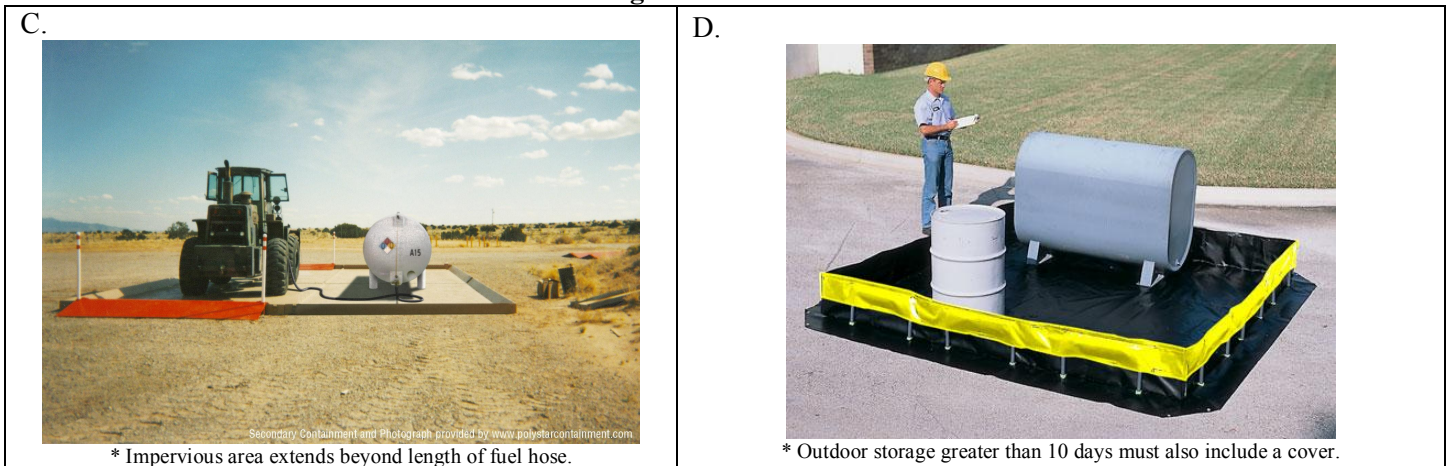 C.
D.
A15
Secondary Containment and Photograph provided by www.polystarcontainment.com
* Impervious area extends beyond length of fuel hose.
* Outdoor storage greater than 10 days must also include a cover.